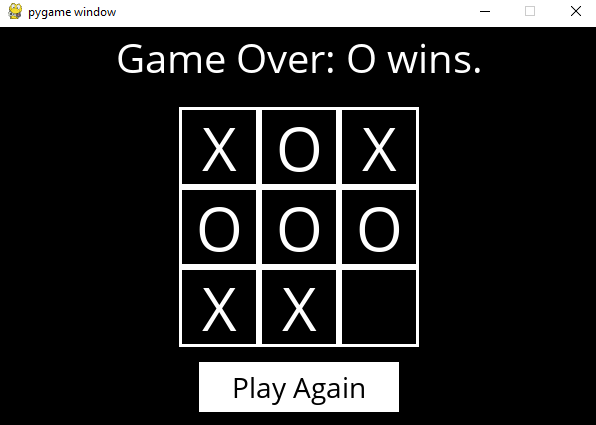 pygame window
Game Over: O wins.
X O X
O O O
X X
Play Again